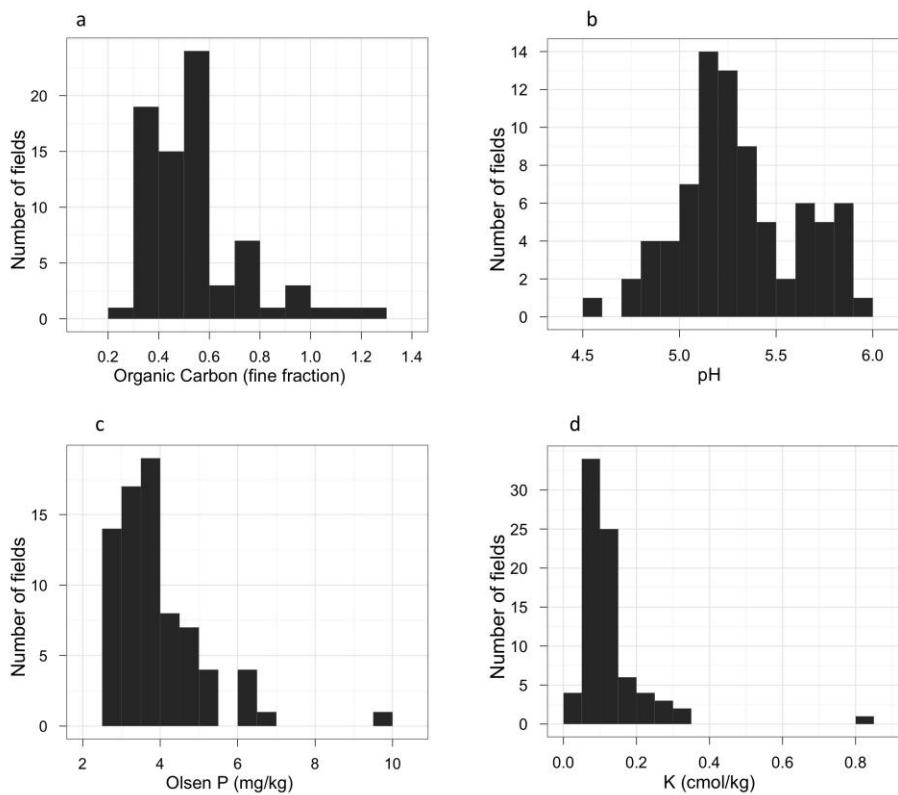 a
Number of fields
20
15
10
5
0
0.2 0.4 0.6 0.8 1.0 1.2 1.4
Organic Carbon (fine fraction)
b
Number of fields
14
12
10
8
6
4
2
0
4.5 5.0 5.5 6.0
pH
c
Number of fields
15
10
5
0
2 4 6 8 10
Olsen P (mg/kg)
d
Number of fields
30
25
20
15
10
5
0
0.0 0.2 0.4 0.6 0.8
K (cmol/kg)